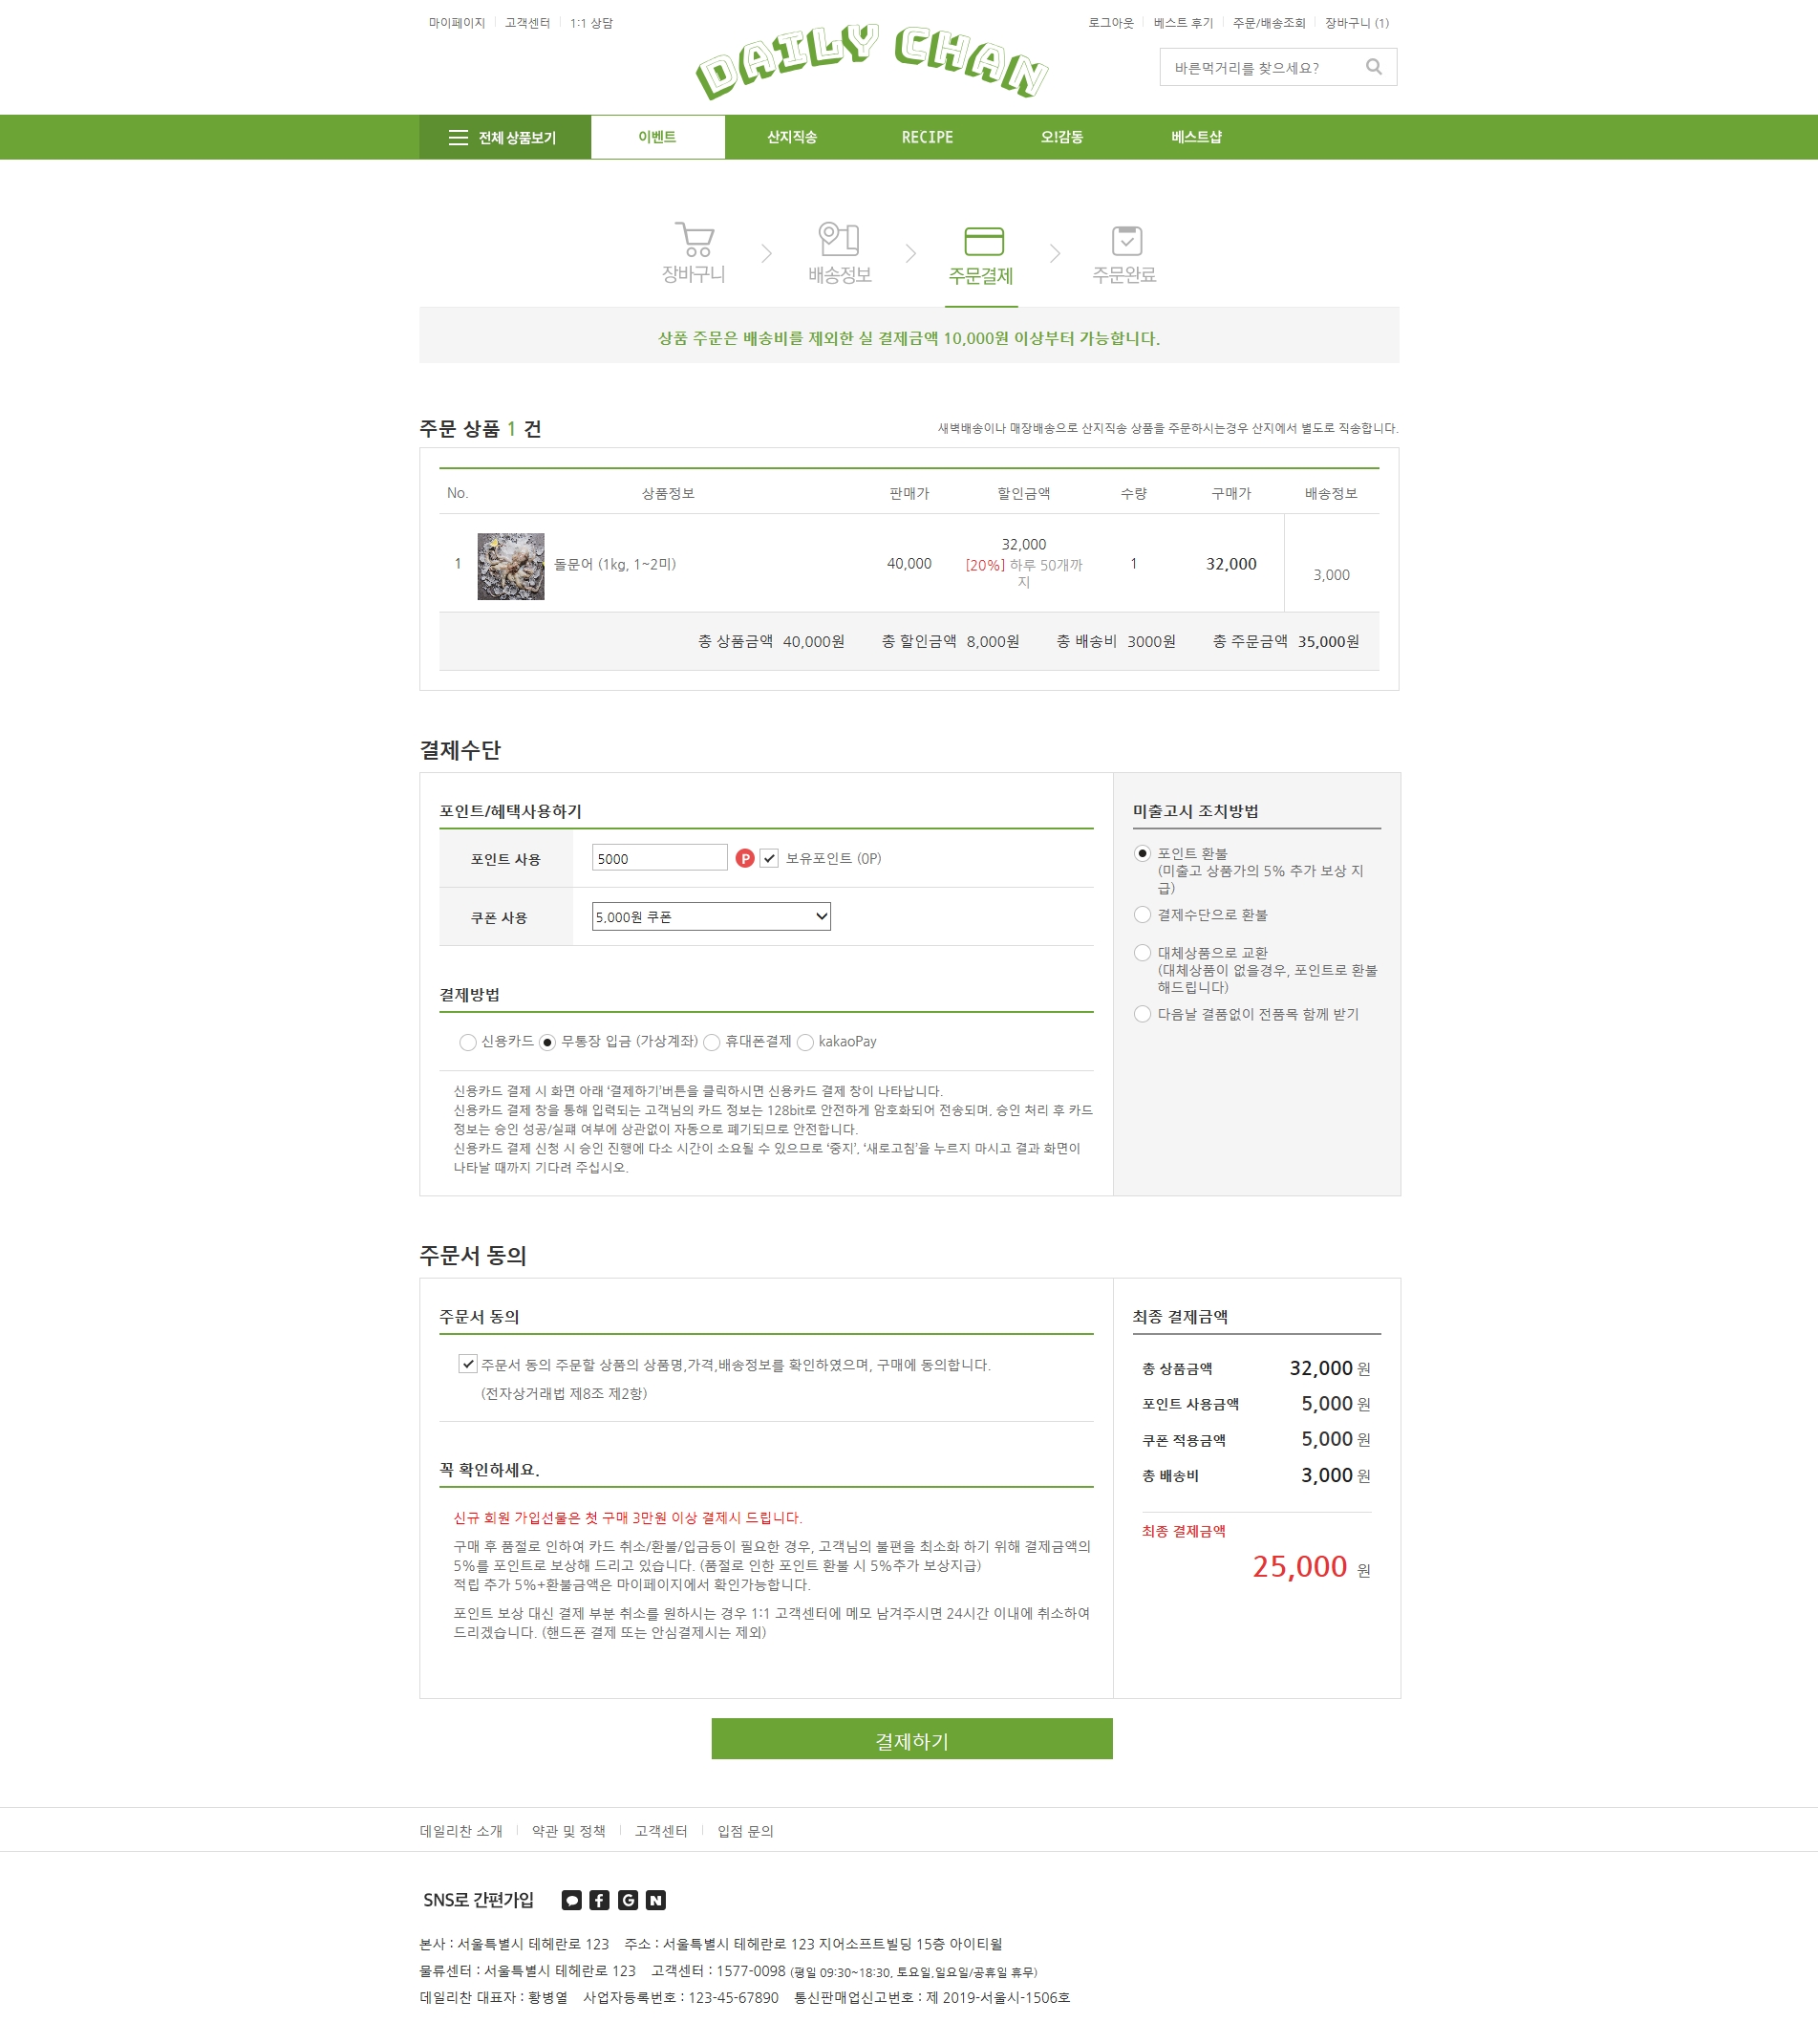 마이페이지 고객센터 1:1 상담
로그아웃 베스트 후기 주문/배송조회 장바구니 (1)
DAILY CHAN
바른먹거리를 찾으세요?
전체 상품보기 이벤트 산지직송 RECIPE 오!감동 베스트샵
장바구니 배송정보 주문결제 주문완료
상품 주문은 배송비를 제외한 실 결제금액 10,000원 이상부터 가능합니다.
주문 상품 1 건
새벽배송이나 매장배송으로 산지직송 상품을 주문하시는경우 산지에서 별도로 직송합니다.
No. 상품정보 판매가 할인금액 수량 구매가 배송정보
1 돌문어 (1kg, 1~2미) 40,000 32,000 1 32,000 3,000
[20%] 하루 50개까
지
총 상품금액 40,000원 총 할인금액 8,000원 총 배송비 3000원 총 주문금액 35,000원
결제수단
포인트/혜택사용하기
포인트 사용 5000 P 보유포인트 (0P)
쿠폰 사용 5,000원 쿠폰
결제방법
신용카드 무통장 입금 (가상계좌) 휴대폰결제 kakaoPay
신용카드 결제 시 화면 아래 ‘결제하기’버튼을 클릭하시면 신용카드 결제 창이 나타납니다.
신용카드 결제 창을 통해 입력되는 고객님의 카드 정보는 128bit로 안전하게 암호화되어 전송되며, 승인 처리 후 카드
정보는 승인 성공/실패 여부에 상관없이 자동으로 폐기되므로 안전합니다.
신용카드 결제 신청 시 승인 진행에 다소 시간이 소요될 수 있으므로 ‘중지’, ‘새로고침’을 누르지 마시고 결과 화면이
나타날 때까지 기다려 주십시오.
미출고시 조치방법
포인트 환불
(미출고 상품가의 5% 추가 보상 지
급)
결제수단으로 환불
대체상품으로 교환
(대체상품이 없을경우, 포인트로 환불
해드립니다)
다음날 결품없이 전품목 함께 받기
주문서 동의
주문서 동의
주문서 동의 주문할 상품의 상품명,가격,배송정보를 확인하였으며, 구매에 동의합니다.
(전자상거래법 제8조 제2항)
꼭 확인하세요.
신규 회원 가입선물은 첫 구매 3만원 이상 결제시 드립니다.
구매 후 품절로 인하여 카드 취소/환불/입금등이 필요한 경우, 고객님의 불편을 최소화 하기 위해 결제금액의
5%를 포인트로 보상해 드리고 있습니다. (품절로 인한 포인트 환불 시 5%추가 보상지급)
적립 추가 5%+환불금액은 마이페이지에서 확인가능합니다.
포인트 보상 대신 결제 부분 취소를 원하시는 경우 1:1 고객센터에 메모 남겨주시면 24시간 이내에 취소하여
드리겠습니다. (핸드폰 결제 또는 안심결제시는 제외)
최종 결제금액
총 상품금액 32,000 원
포인트 사용금액 5,000 원
쿠폰 적용금액 5,000 원
총 배송비 3,000 원
최종 결제금액
25,000 원
결제하기
데일리찬 소개 약관 및 정책 고객센터 입점 문의
SNS로 간편가입 f G N
본사 : 서울특별시 테헤란로 123 주소 : 서울특별시 테헤란로 123 지어소프트빌딩 15층 아이티윌
물류센터 : 서울특별시 테헤란로 123 고객센터 : 1577-0098 (평일 09:30~18:30, 토요일,일요일/공휴일 휴무)
데일리찬 대표자 : 황병열 사업자등록번호 : 123-45-67890 통신판매업신고번호 : 제 2019-서울시-1506호